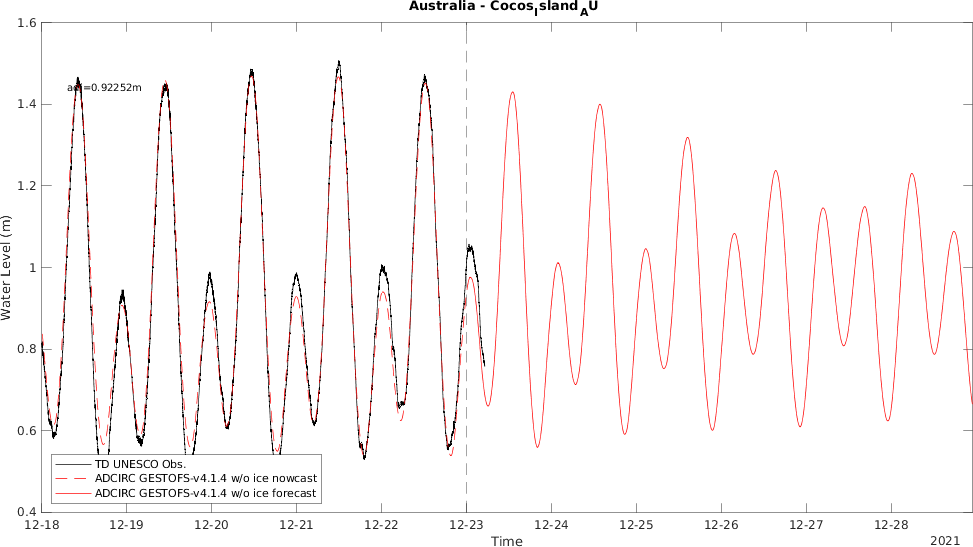 Australia - Cocos_Island_AU
1.6
1.4
1.2
1
0.8
0.6
0.4
Water Level (m)
=0.92252m
TD UNESCO Obs.
ADCIRC GESTOFS-v4.1.4 w/o ice nowcast
ADCIRC GESTOFS-v4.1.4 w/o ice forecast
12-18 12-19 12-20 12-21 12-22 12-23 12-24 12-25 12-26 12-27 12-28
Time
2021